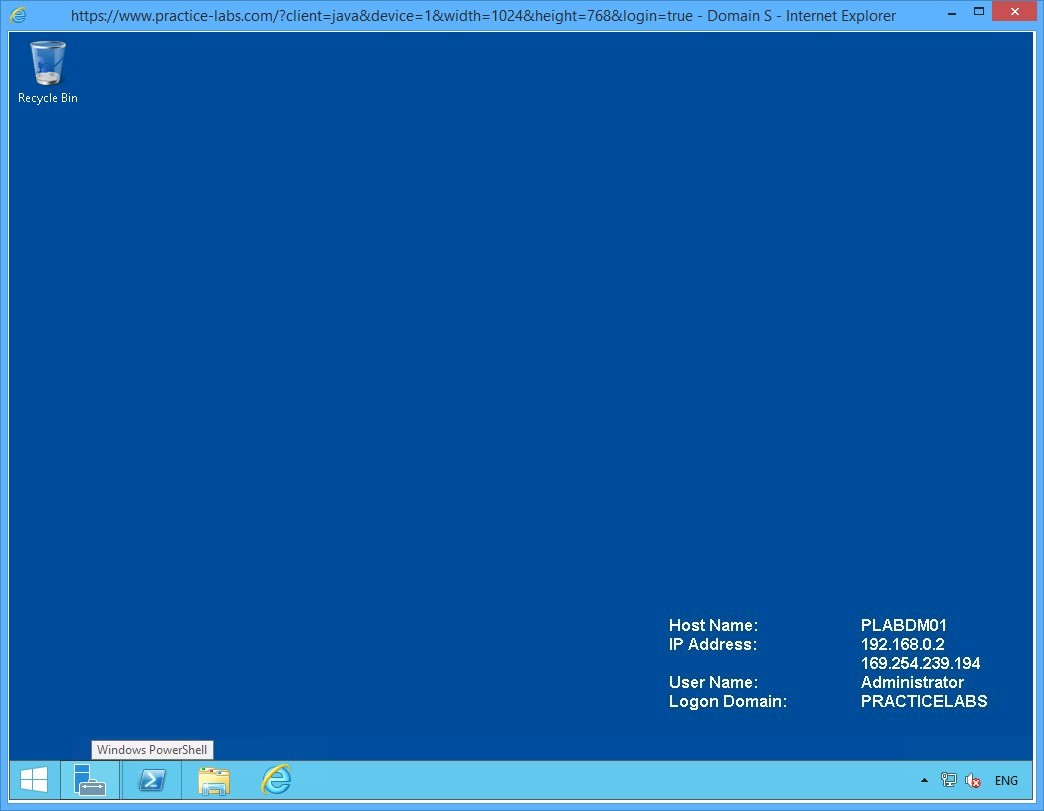 https://www.practice-labs.com/?client=java&device=1&width=1024&height=768&login=true - Domain S - Internet Explorer
Recycle Bin
Host Name: PLABDM01
IP Address: 192.168.0.2
169.254.239.194
User Name: Administrator
Logon Domain: PRACTICELABS
Windows PowerShell
ENG